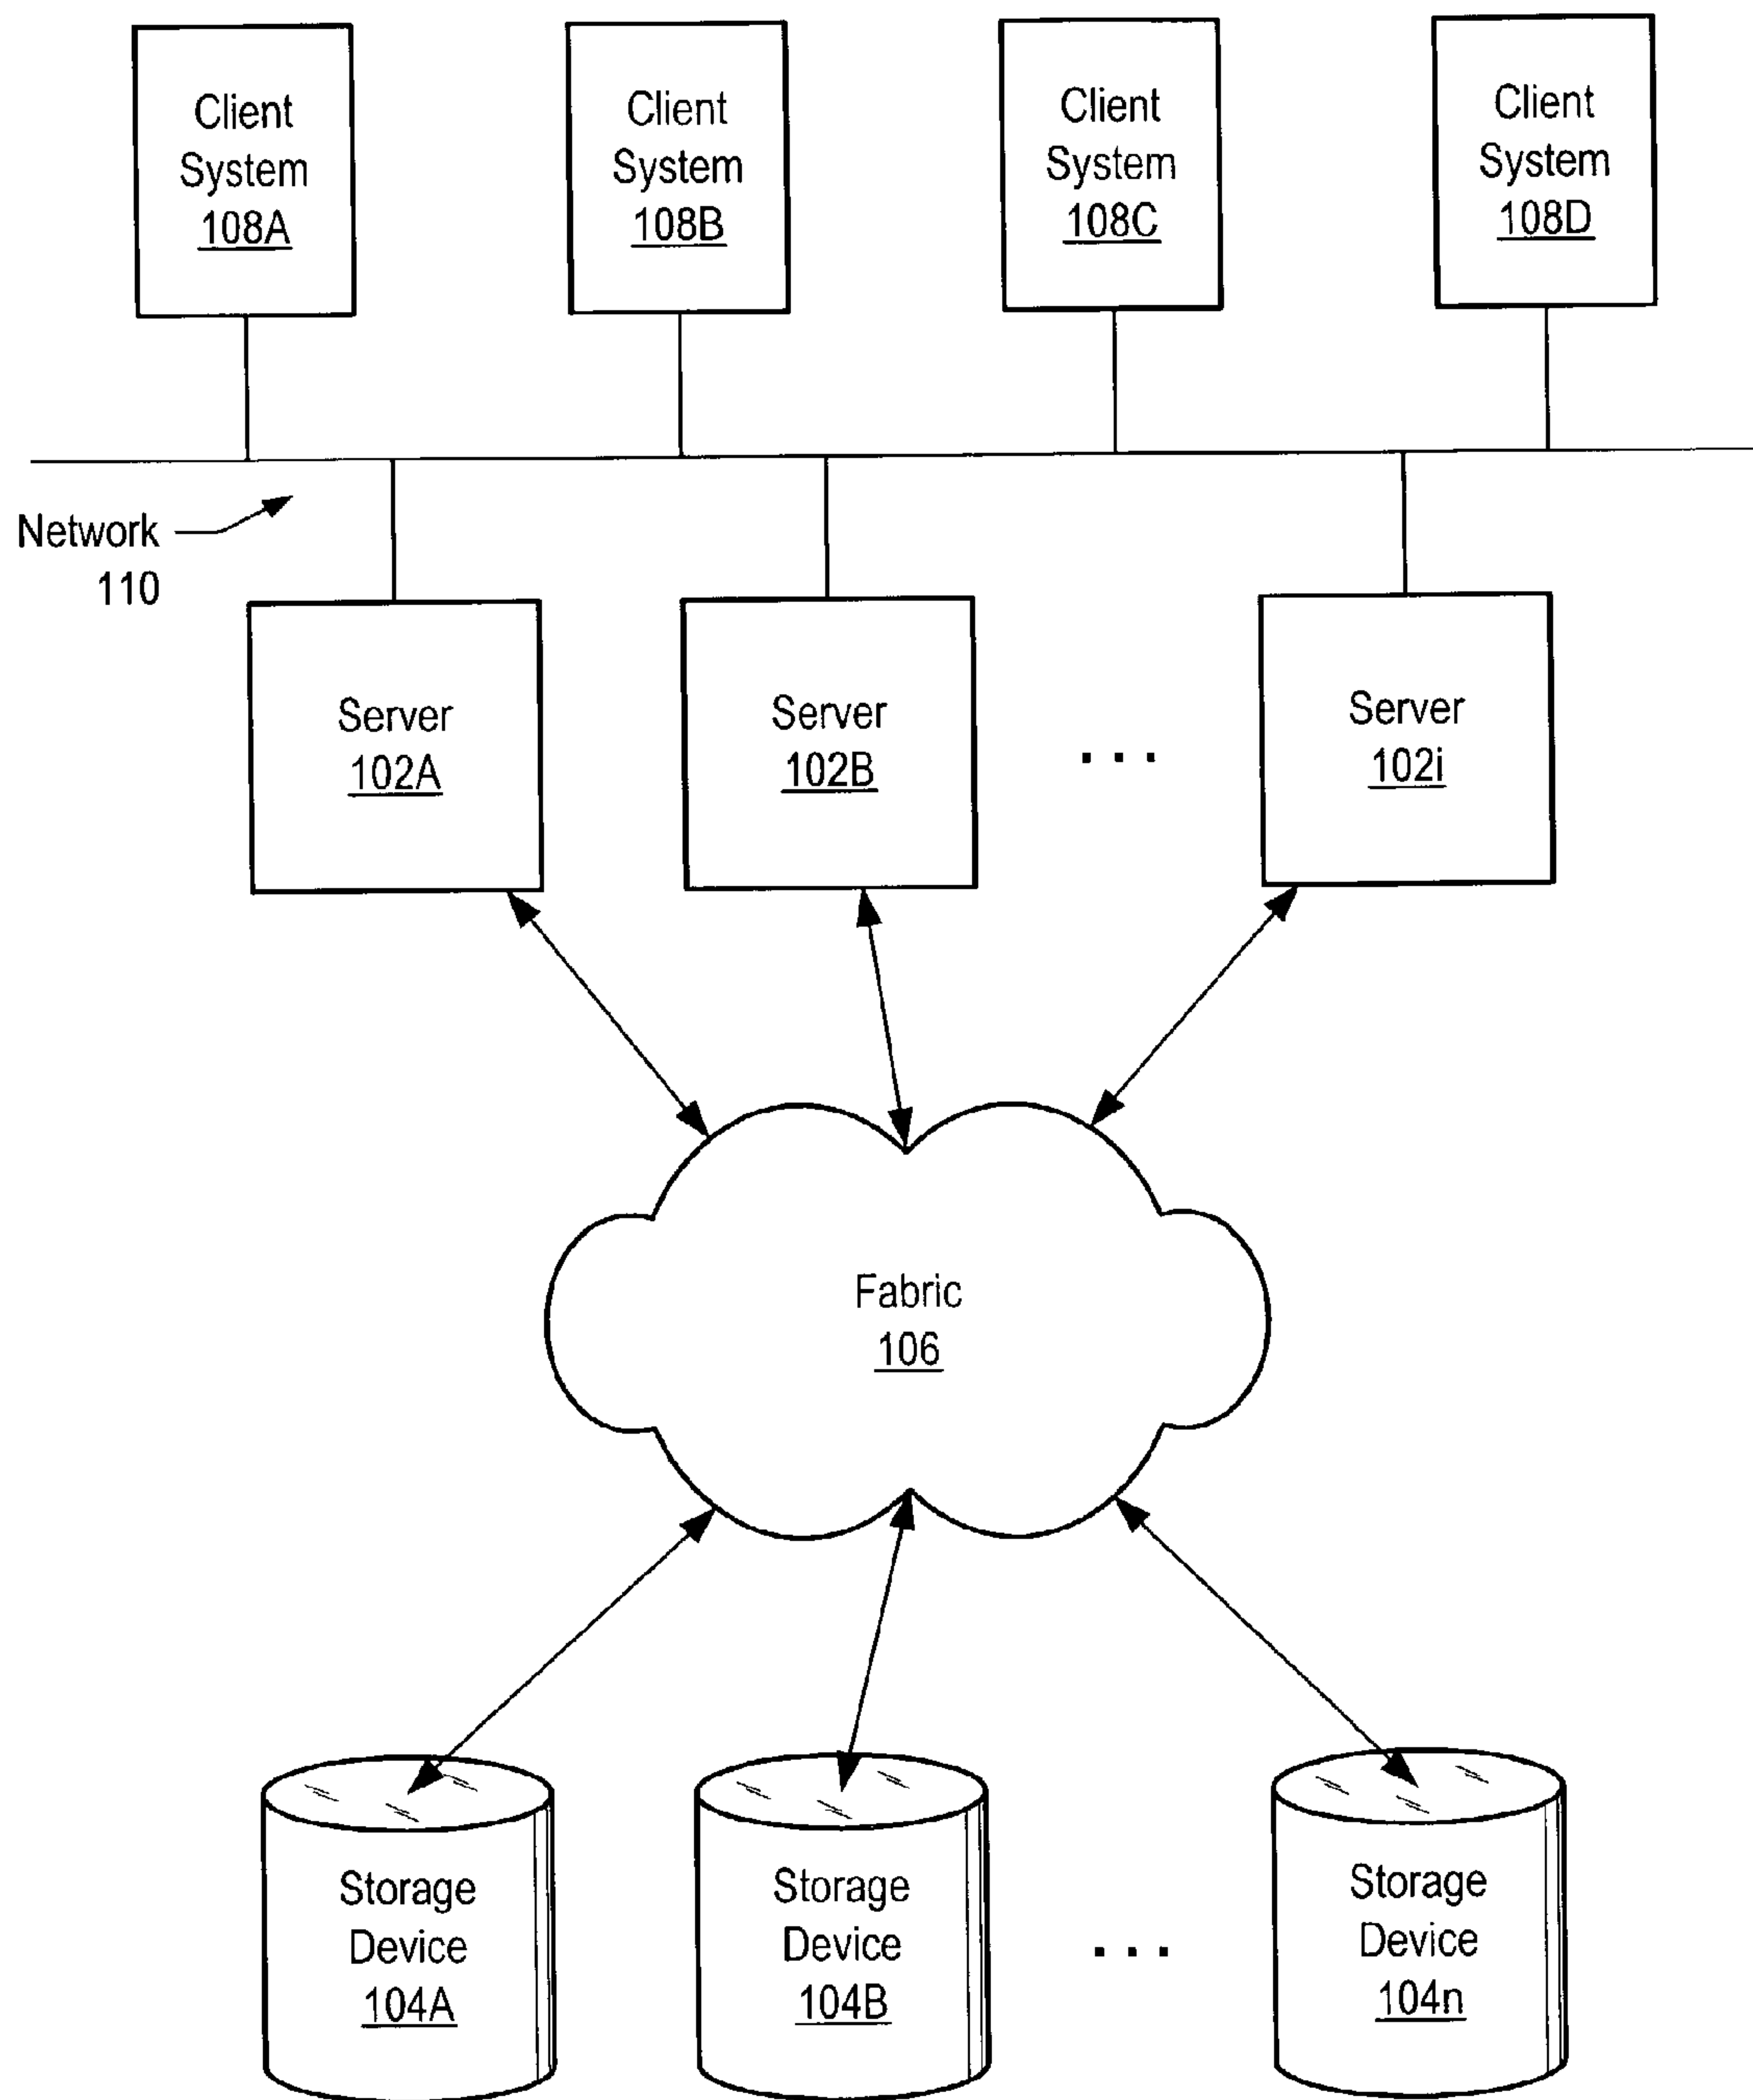 Client
System
108A
Client
System
108B
Client
System
108C
Client
System
108D
Network
110
Server
102A
Server
102B
. . .
Server
102i
Fabric
106
Storage
Device
104A
Storage
Device
104B
. . .
Storage
Device
104n